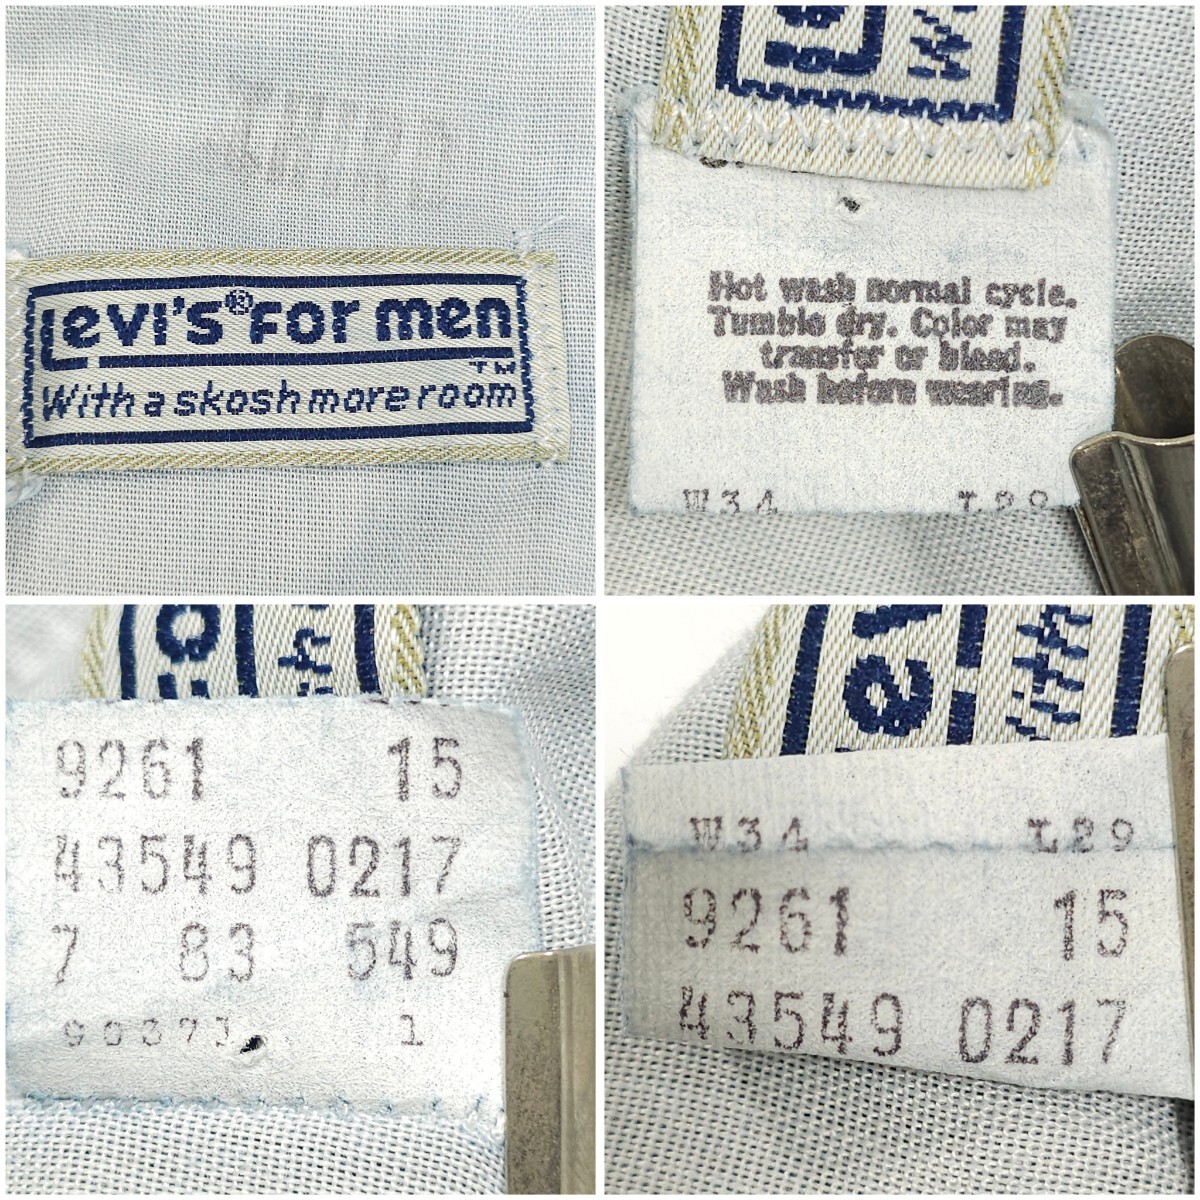 Levi's® FOR men
TM
With a skosh more room
Hot wash normal cycle.
Tumble dry. Color may
transfer or bleed.
Wash before wearing.
W34 L29
9261 15
43549 0217
7 83 549
1
W34 L29
9261 15
43549 0217